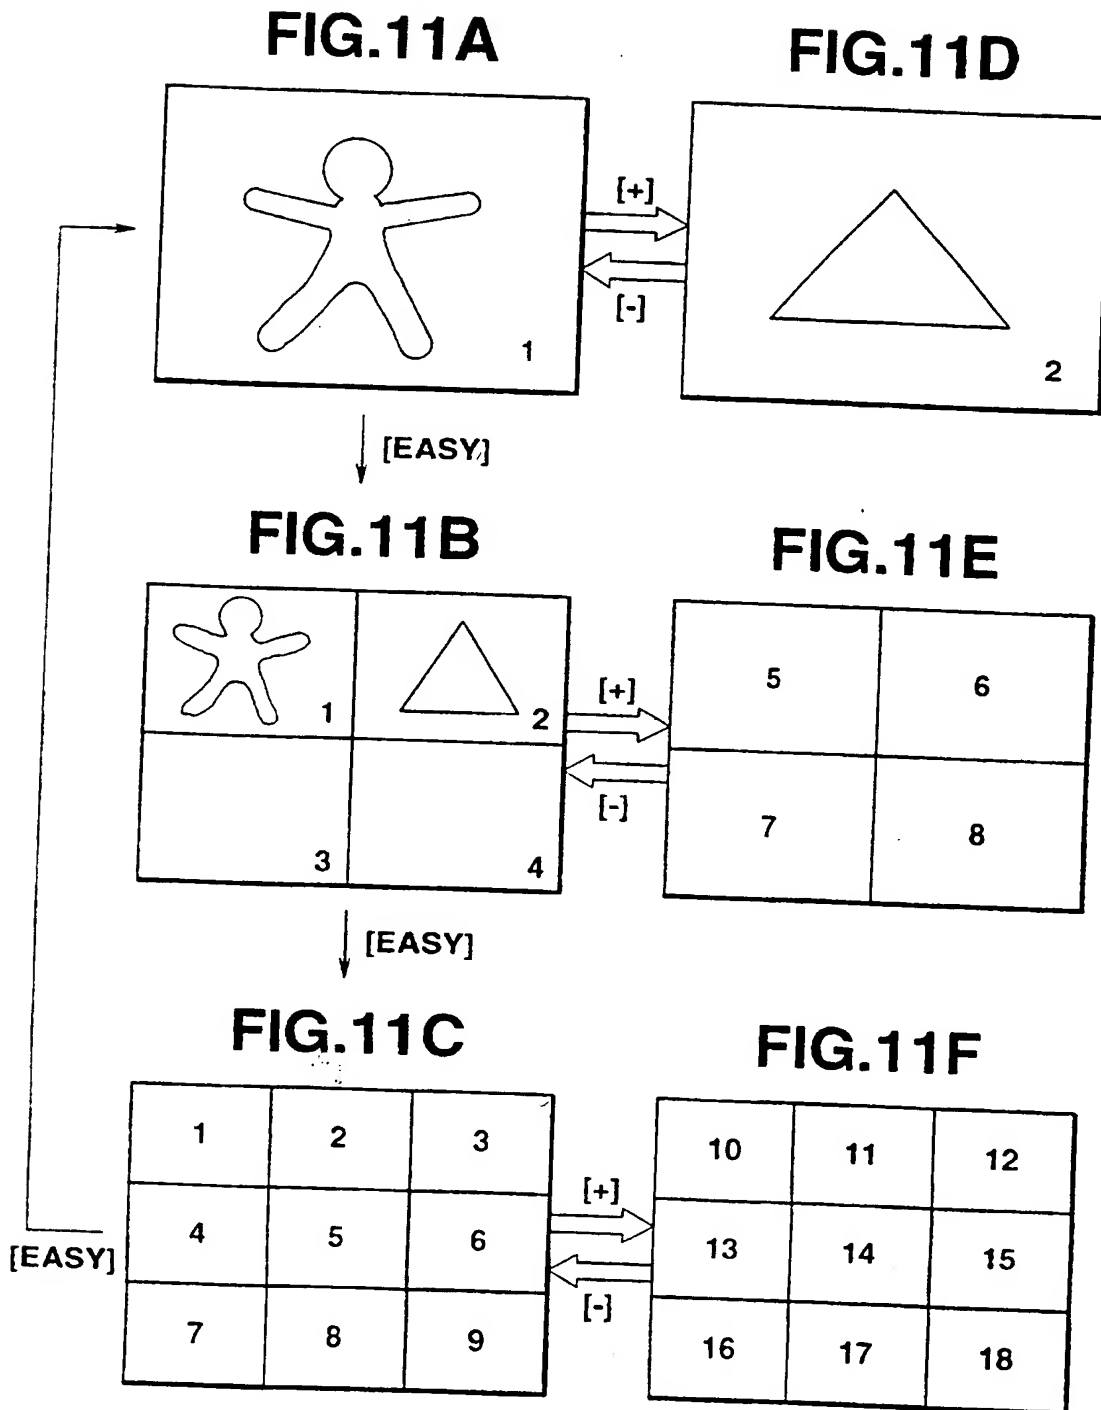 FIG.11A
FIG.11D
[+]
[-]
1
2
[EASY]
FIG.11B
FIG.11E
1
2
3
4
[+]
[-]
5
6
7
8
[EASY]
FIG.11C
FIG.11F
1 2 3
4 5 6
7 8 9
[+]
[-]
10 11 12
13 14 15
16 17 18
[EASY]